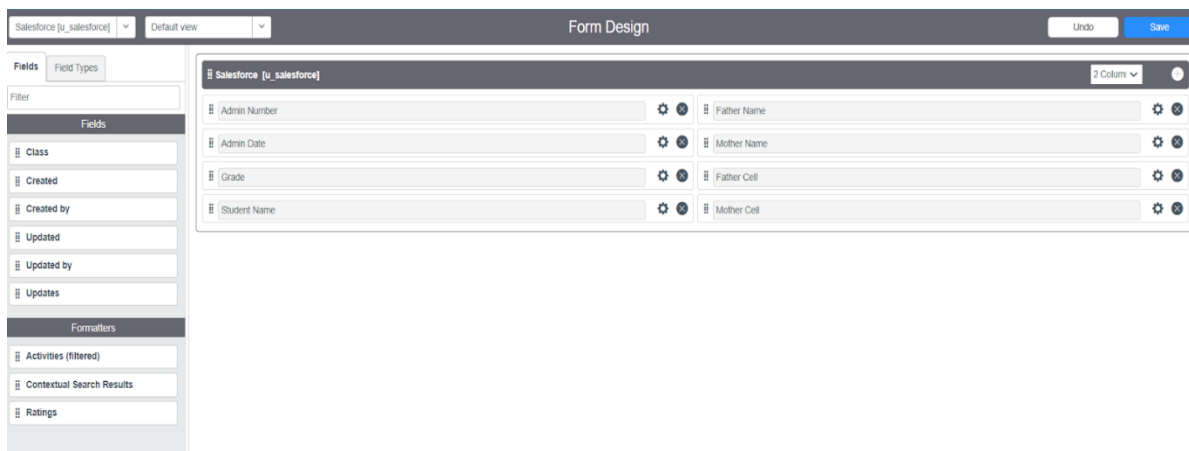 Salesforce [u_salesforce] Default view Form Design Undo Save
Fields Field Types
Filter
Fields
Class
Created
Created by
Updated
Updated by
Updates
Formatters
Activities (filtered)
Contextual Search Results
Ratings
Salesforce [u_salesforce] 2 Colum
Admin Number Father Name
Admin Date Mother Name
Grade Father Cell
Student Name Mother Cell